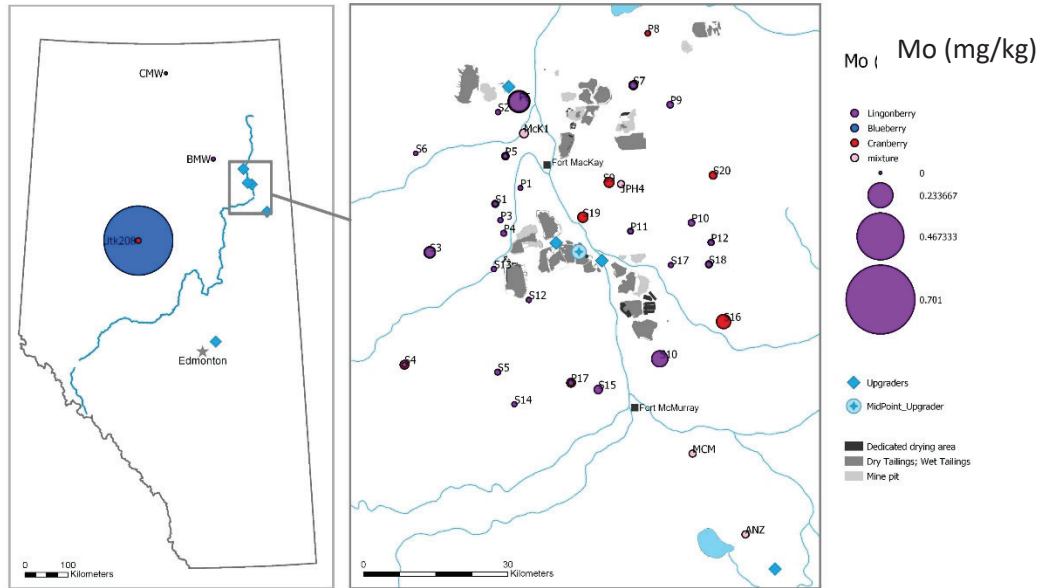 CMW
BMW
Jtk208
Edmonton
0 100
Kilometers
P8
S7
P9
S2
McK1
P5
S6
Fort MacKay
P1
S9
JPH4
S20
S1
S19
P3
P4
P11
P10
P12
S3
S13
S17
S18
S12
S16
S10
S4
S5
P17
S15
S14
Fort McMurray
MCM
ANZ
0 30
Kilometers
Mo (mg/kg)
Mo (
Lingonberry
Blueberry
Cranberry
mixture
0
0.233667
0.467333
0.701
Upgraders
MidPoint_Upgrader
Dedicated drying area
Dry Tailings; Wet Tailings
Mine pit